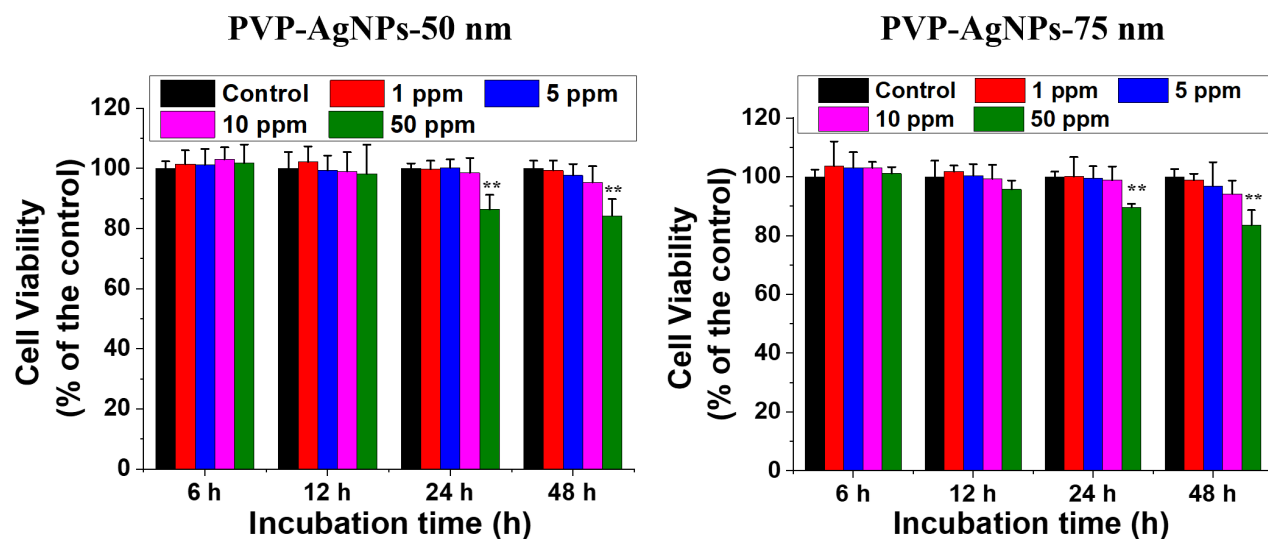 PVP-AgNPs-50 nm
Control 1 ppm 5 ppm
10 ppm 50 ppm
Cell Viability
(% of the control)
120
100
80
60
40
20
0
**
**
6 h 12 h 24 h 48 h
Incubation time (h)
PVP-AgNPs-75 nm
Control 1 ppm 5 ppm
10 ppm 50 ppm
Cell Viability
(% of the control)
120
100
80
60
40
20
0
**
**
6 h 12 h 24 h 48 h
Incubation time (h)